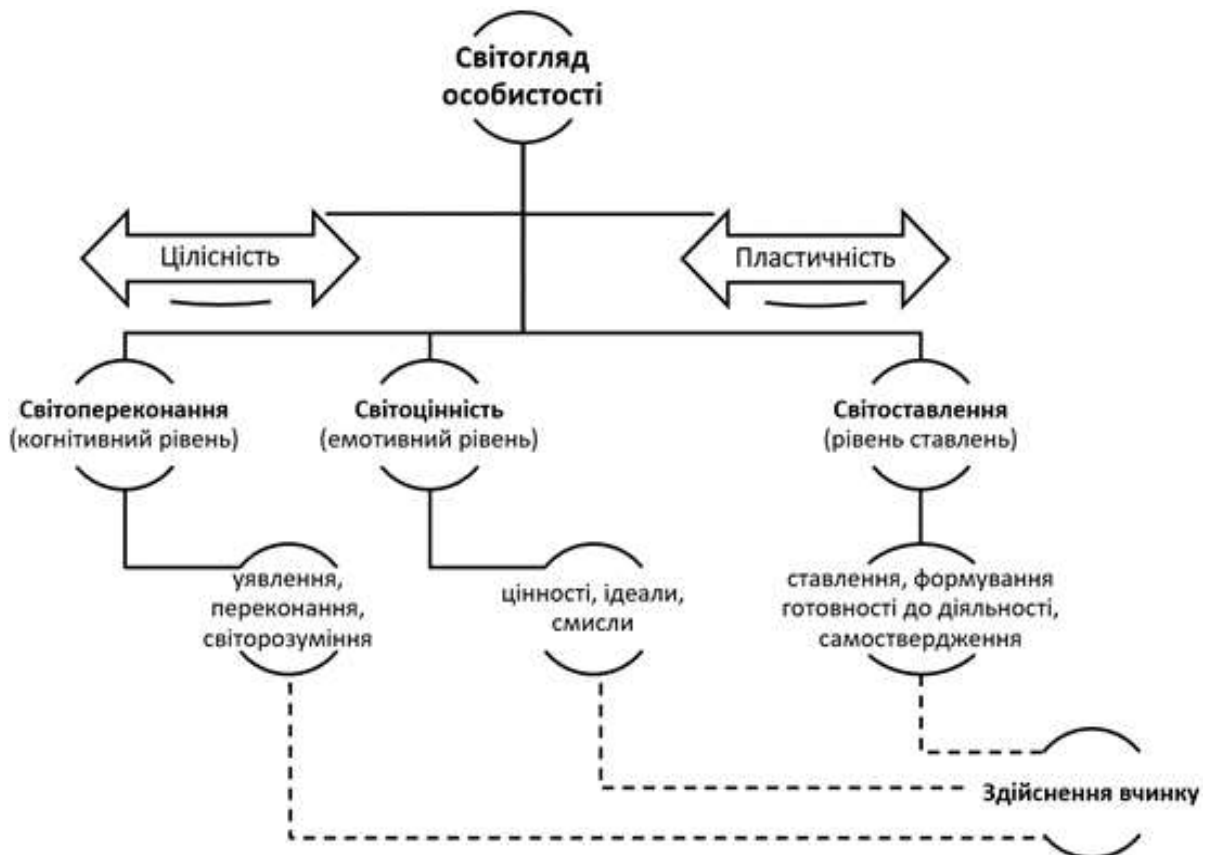 Світогляд
особистості
Цілісність
Пластичність
Світопереконання
(когнітивний рівень)
Світоцінність
(емотивний рівень)
Світоставлення
(рівень ставлень)
уявлення,
переконання,
світорозуміння
цінності, ідеали,
смисли
ставлення, формування
готовності до діяльності,
самоствердження
Здійснення вчинку